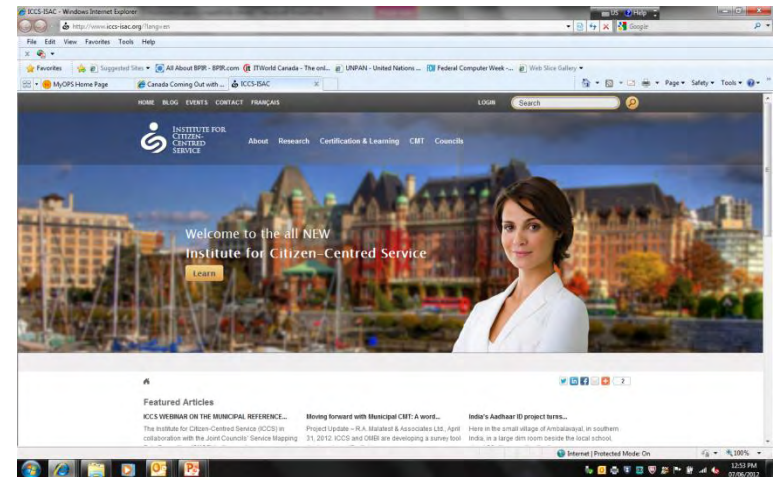 ICCS-ISAC - Windows Internet Explorer
US Help
http://www.iccs-isac.org/?lang=en
Google
File Edit View Favorites Tools Help
Favorites Suggested Sites All About BPIR - BPIR.com ITWorld Canada - The onl... UNPAN - United Nations ... Federal Computer Week -... Web Slice Gallery
MyOPS Home Page Canada Coming Out with ... ICCS-ISAC
Page Safety Tools
HOME BLOG EVENTS CONTACT FRANÇAIS LOGIN Search
INSTITUTE FOR
CITIZEN-
CENTRED
SERVICE
About Research Certification & Learning CMT Councils
Welcome to the all NEW
Institute for Citizen-Centred Service
Learn
2
Featured Articles
ICCS WEBINAR ON THE MUNICIPAL REFERENCE...
The Institute for Citizen-Centred Service (ICCS) in
collaboration with the Joint Councils' Service Mapping
Moving forward with Municipal CMT: A word...
Project Update – R.A. Malatest & Associates Ltd., April
31, 2012. ICCS and OMBI are developing a survey tool
India's Aadhaar ID project turns...
Here in the small village of Ambalavajal, in southern
India, in a large dim room beside the local school,
Internet | Protected Mode: On
100%
12:53 PM
07/06/2012